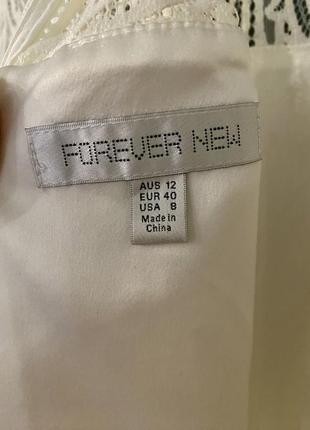 FOREVER NEW
AUS 12
EUR 40
USA 8
Made in
China